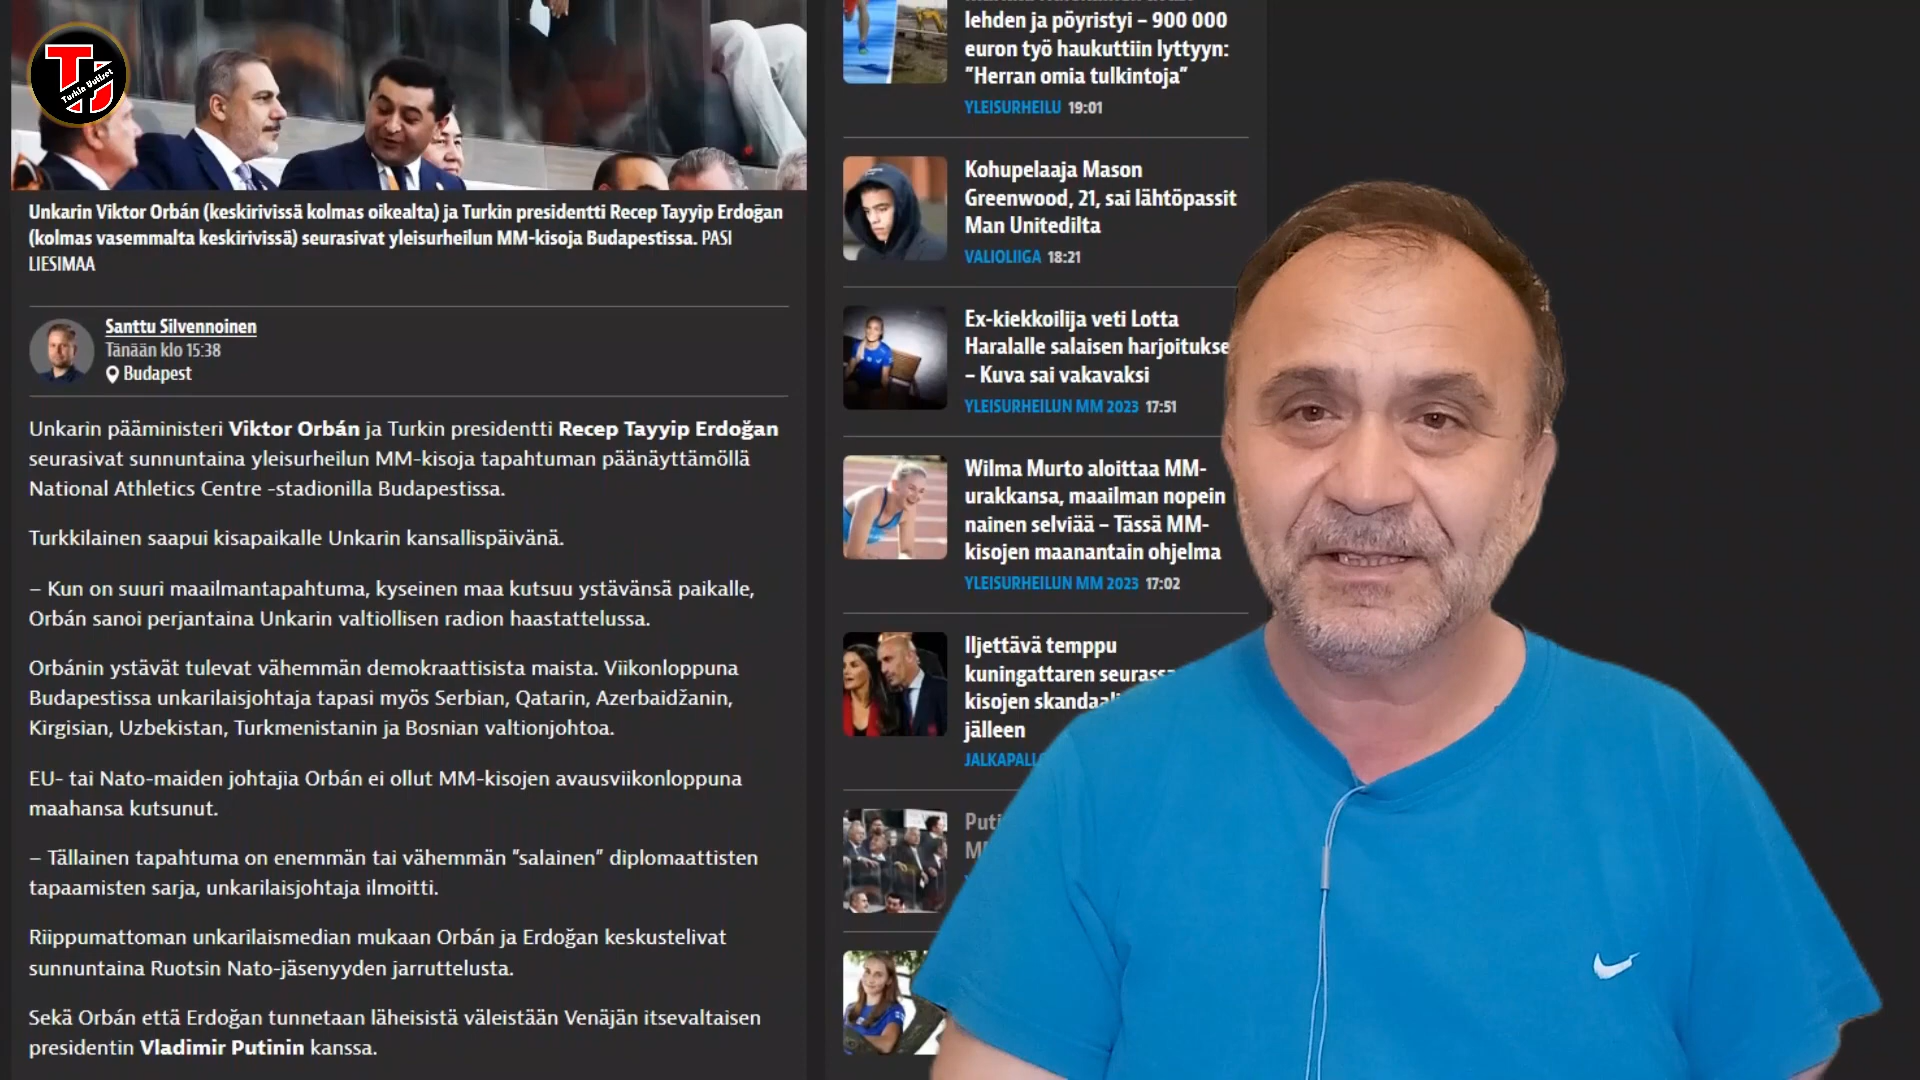 TU
Turkin Uutiset
Unkarin Viktor Orbán (keskirivissä kolmas oikealta) ja Turkin presidentti Recep Tayyip Erdoğan
(kolmas vasemmalta keskirivissä) seurasivat yleisurheilun MM-kisoja Budapestissa. PASI
LIESIMAA
Santtu Silvennoinen
Tänään klo 15:38
Budapest
Unkarin pääministeri Viktor Orbán ja Turkin presidentti Recep Tayyip Erdoğan
seurasivat sunnuntaina yleisurheilun MM-kisoja tapahtuman päänäyttämöllä
National Athletics Centre -stadionilla Budapestissa.
Turkkilainen saapui kisapaikalle Unkarin kansallispäivänä.
– Kun on suuri maailmantapahtuma, kyseinen maa kutsuu ystävänsä paikalle,
Orbán sanoi perjantaina Unkarin valtiollisen radion haastattelussa.
Orbánin ystävät tulevat vähemmän demokraattisista maista. Viikonloppuna
Budapestissa unkarilaisjohtaja tapasi myös Serbian, Qatarin, Azerbaidžanin,
Kirgisian, Uzbekistan, Turkmenistanin ja Bosnian valtionjohtoa.
EU- tai Nato-maiden johtajia Orbán ei ollut MM-kisojen avausviikonloppuna
maahansa kutsunut.
– Tällainen tapahtuma on enemmän tai vähemmän ”salainen” diplomaattisten
tapaamisten sarja, unkarilaisjohtaja ilmoitti.
Riippumattoman unkarilaismedian mukaan Orbán ja Erdoğan keskustelivat
sunnuntaina Ruotsin Nato-jäsenyyden jarruttelusta.
Sekä Orbán että Erdoğan tunnetaan läheisistä väleistään Venäjän itsevaltaisen
presidentin Vladimir Putinin kanssa.
lehden ja pöyristyi – 900 000
euron työ haukuttiin lyttyyn:
”Herran omia tulkintoja”
YLEISURHEILU 19:01
Kohupelaaja Mason
Greenwood, 21, sai lähtöpassit
Man Unitedilta
VALIOLIIGA 18:21
Ex-kiekkoilija veti Lotta
Haralalle salaisen harjoitukse
– Kuva sai vakavaksi
YLEISURHEILUN MM 2023 17:51
Wilma Murto aloittaa MM-
urakkansa, maailman nopein
nainen selviää – Tässä MM-
kisojen maanantain ohjelma
YLEISURHEILUN MM 2023 17:02
Iljettävä temppu
kuningattaren seurassa
kisojen skandaali
jälleen
JALKAPALLO
Puti